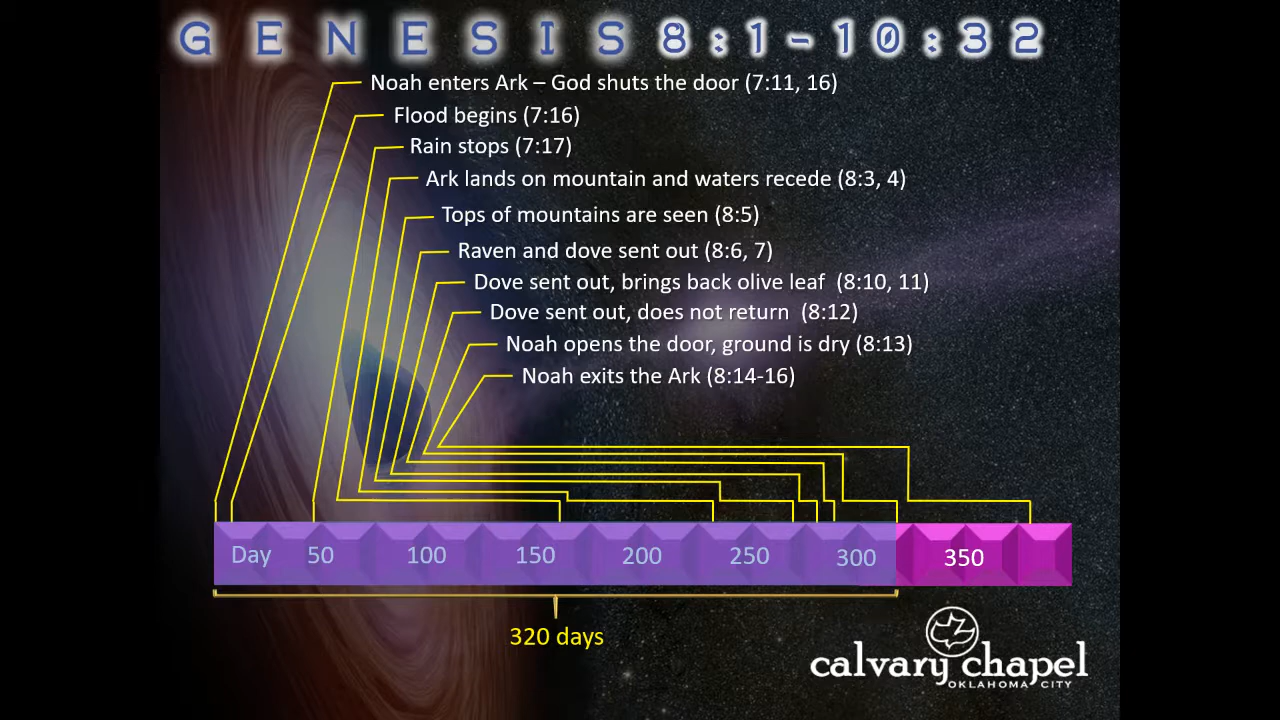 GENESIS 8:1-10:32
Noah enters Ark – God shuts the door (7:11, 16)
Flood begins (7:16)
Rain stops (7:17)
Ark lands on mountain and waters recede (8:3, 4)
Tops of mountains are seen (8:5)
Raven and dove sent out (8:6, 7)
Dove sent out, brings back olive leaf (8:10, 11)
Dove sent out, does not return (8:12)
Noah opens the door, ground is dry (8:13)
Noah exits the Ark (8:14-16)
Day 50 100 150 200 250 300 350
320 days
calvary chapel
OKLAHOMA CITY